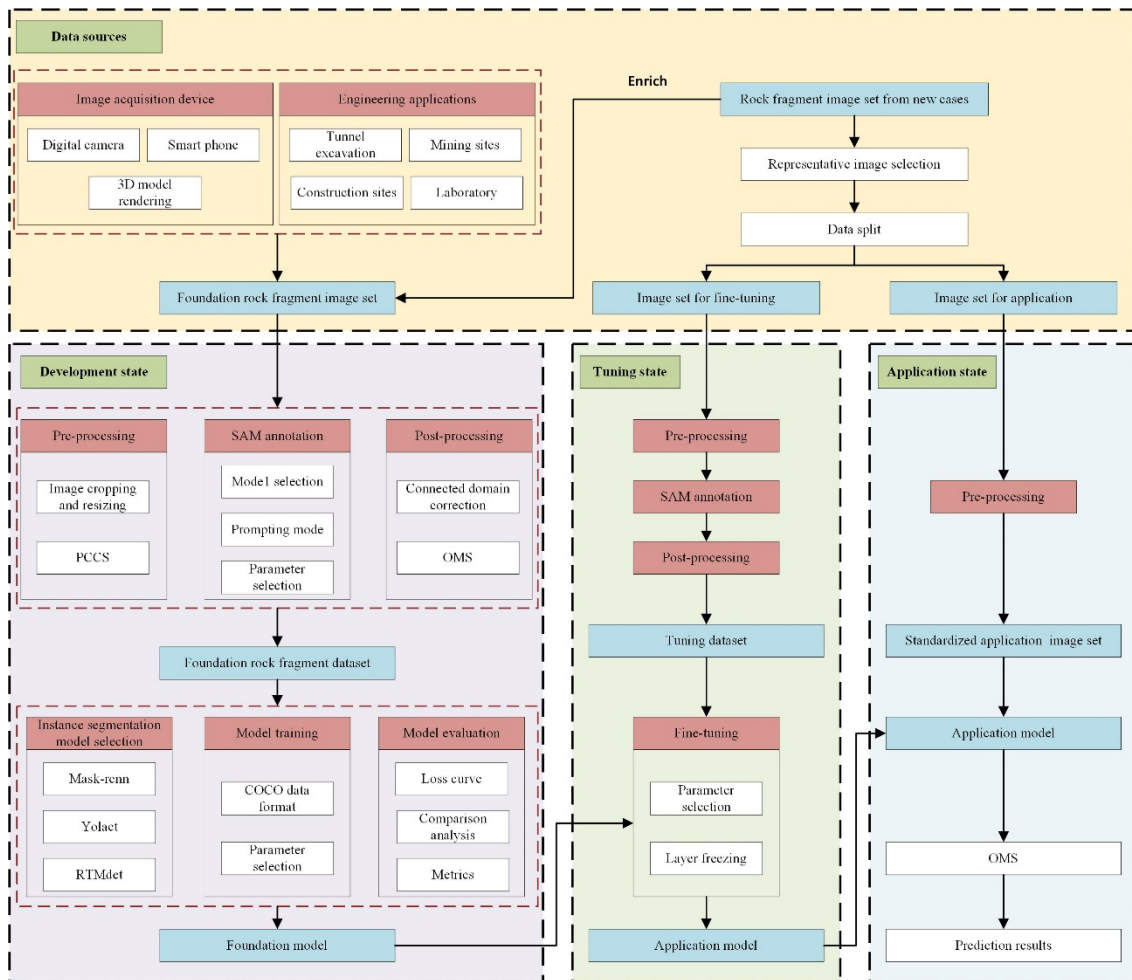 Data sources
Enrich
Image acquisition device
Engineering applications
Rock fragment image set from new cases
Digital camera
Smart phone
Tunnel
excavation
Mining sites
Representative image selection
3D model
rendering
Construction sites
Laboratory
Data split
Foundation rock fragment image set
Image set for fine-tuning
Image set for application
Development state
Tuning state
Application state
Pre-processing
SAM annotation
Post-processing
Image cropping
and resizing
PCCS
Model selection
Prompting mode
Parameter
selection
Connected domain
correction
OMS
Foundation rock fragment dataset
Instance segmentation
model selection
Mask-rcnn
Yolact
RTMdet
Model training
COCO data
format
Parameter
selection
Model evaluation
Loss curve
Comparison
analysis
Metrics
Foundation model
Pre-processing
SAM annotation
Post-processing
Tuning dataset
Fine-tuning
Parameter
selection
Layer freezing
Application model
Pre-processing
Standardized application image set
Application model
OMS
Prediction results